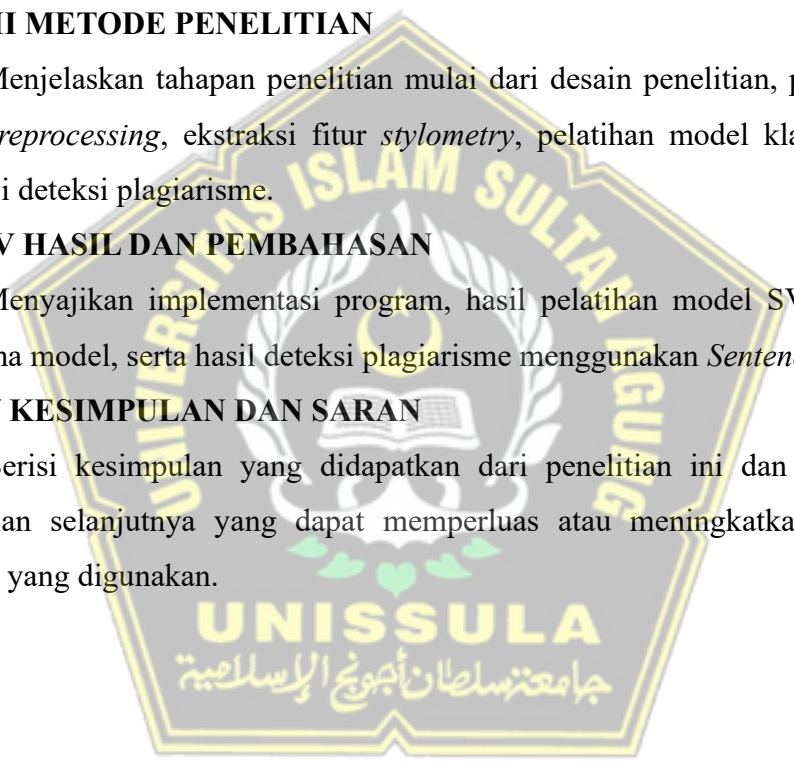 II METODE PENELITIAN
Menjelaskan tahapan penelitian mulai dari desain penelitian, p
reprocessing, ekstraksi fitur stylometry, pelatihan model kla
i deteksi plagiarisme.
V HASIL DAN PEMBAHASAN
Menyajikan implementasi program, hasil pelatihan model SV
na model, serta hasil deteksi plagiarisme menggunakan Senten
KESIMPULAN DAN SARAN
Berisi kesimpulan yang didapatkan dari penelitian ini dan
an selanjutnya yang dapat memperluas atau meningkatka
yang digunakan.
UNIVERSITAS ISLAM SULTAN AGUNG
UNISSULA
جامعة سلطان أجونج الإسلامية